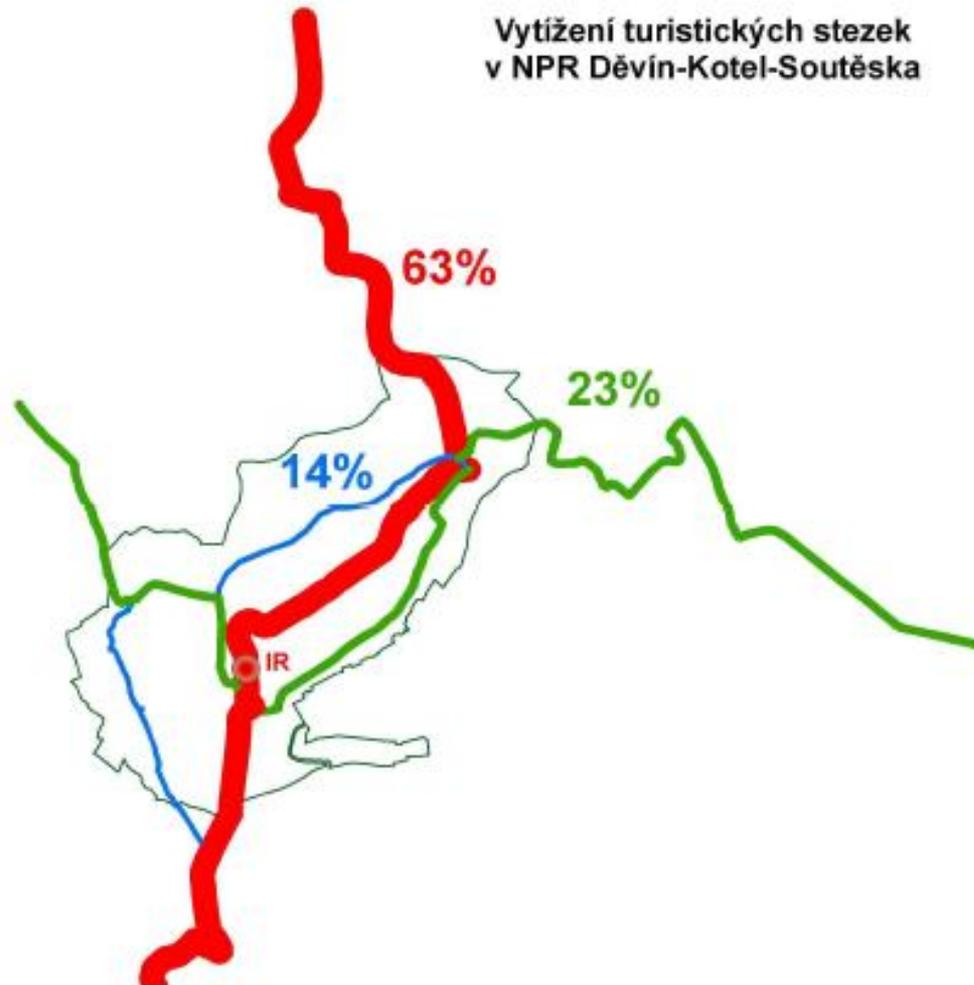 Vytížení turistických stezek
v NPR Děvín-Kotel-Soutěska
63%
23%
14%
IR